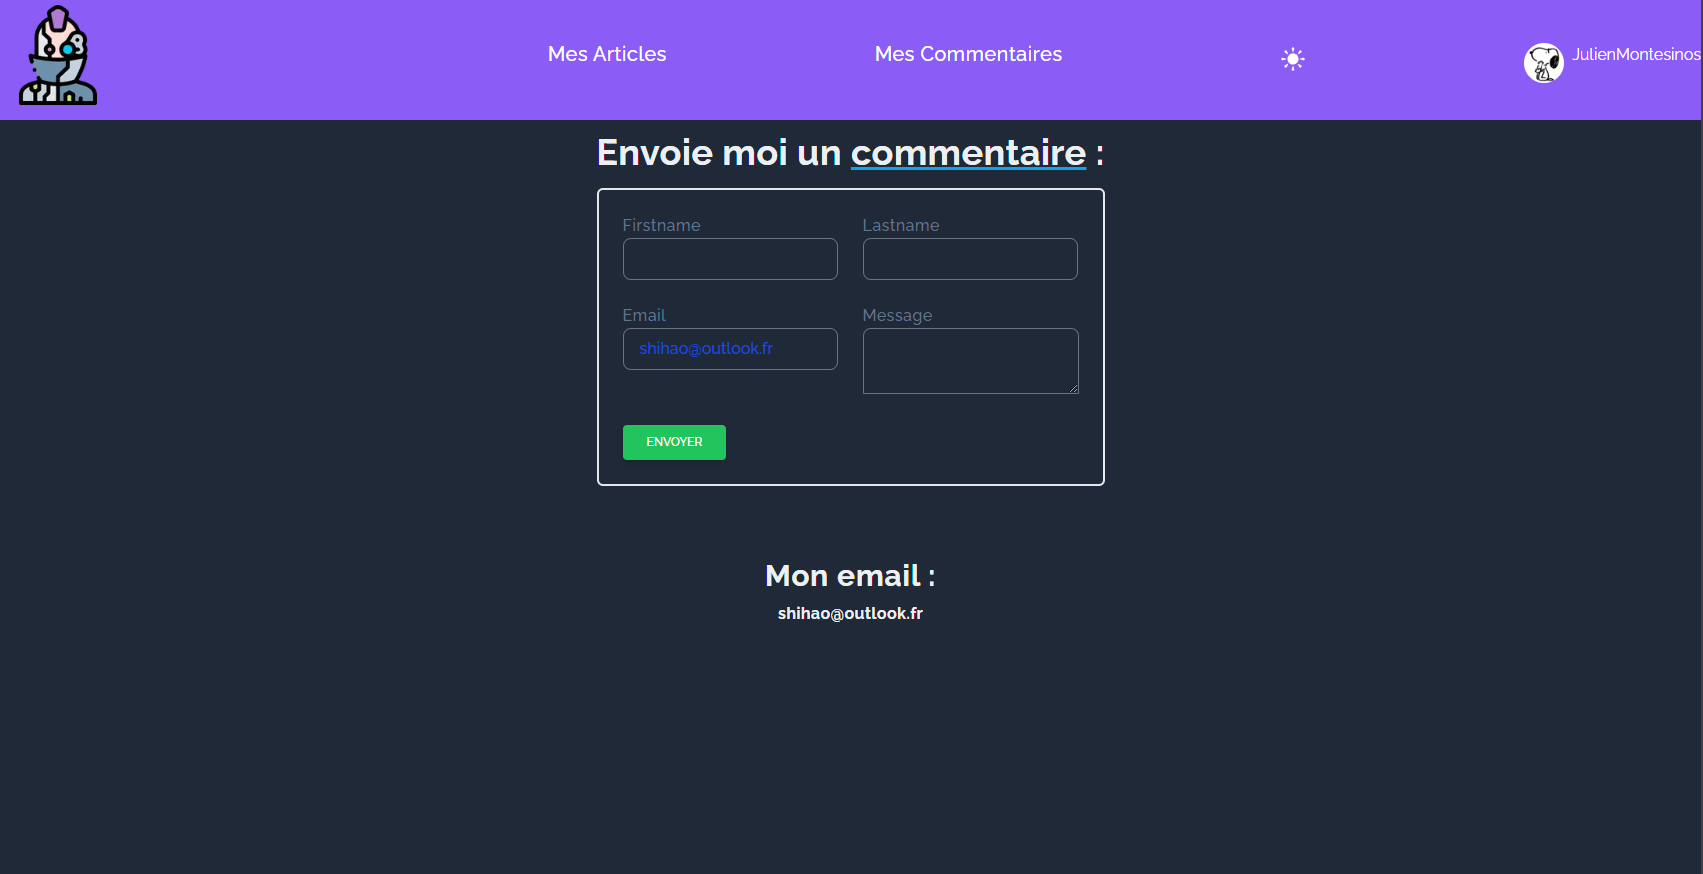 Mes Articles
Mes Commentaires
JulienMontesinos
Envoie moi un commentaire :
Firstname
Lastname
Email
Message
shihao@outlook.fr
ENVOYER
Mon email :
shihao@outlook.fr